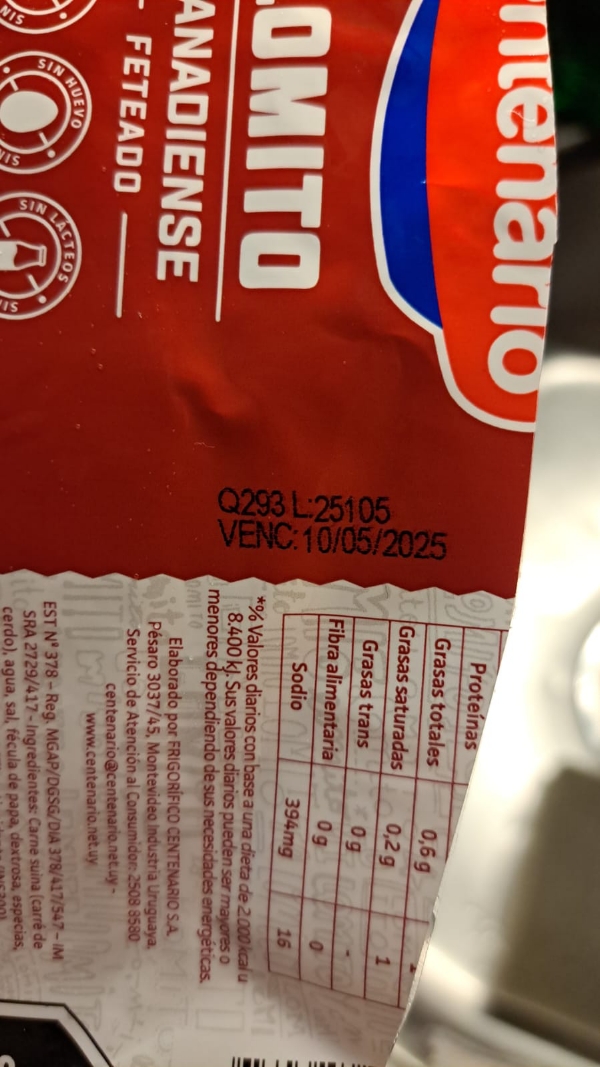 LOMITO
CANADIENSE
FETEADO
SIN HUEVO
SIN LACTEOS
Q293 L:25105
VENC: 10/05/2025
Proteínas
Grasas totales 0,6 g 1
Grasas saturadas 0,2 g 1
Grasas trans 0 g -
Fibra alimentaria 0 g 0
Sodio 394mg 16
*% Valores diarios con base a una dieta de 2.000 kcal u
8.400 kJ. Sus valores diarios pueden ser mayores o
menores dependiendo de sus necesidades energéticas.
Elaborado por FRIGORÍFICO CENTENARIO S.A.
Pésaro 3037/45, Montevideo Industria Uruguaya.
Servicio de Atención al Consumidor: 2508 8580
centenario@centenario.net.uy -
www.centenario.net.uy
EST Nº 378 - Reg. MGAP/DGSG/DIA 378/417/547 - IM
SRA 2729/417 - Ingredientes: Carne suina (carré de
cerdo), agua, sal, fécula de papa, dextrosa, especias,